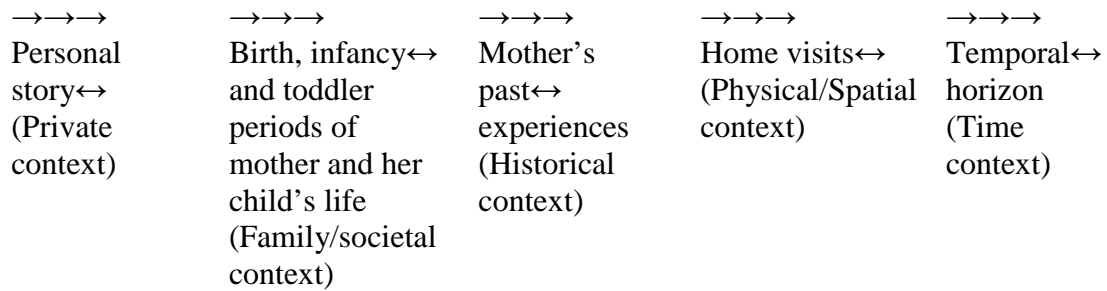 →→→→
Personal
story↔
(Private
context)
→→→→
Birth, infancy↔
and toddler
periods of
mother and her
child’s life
(Family/societal
context)
→→→→
Mother’s
past↔
experiences
(Historical
context)
→→→→
Home visits↔
(Physical/Spatial
context)
→→→→
Temporal↔
horizon
(Time
context)